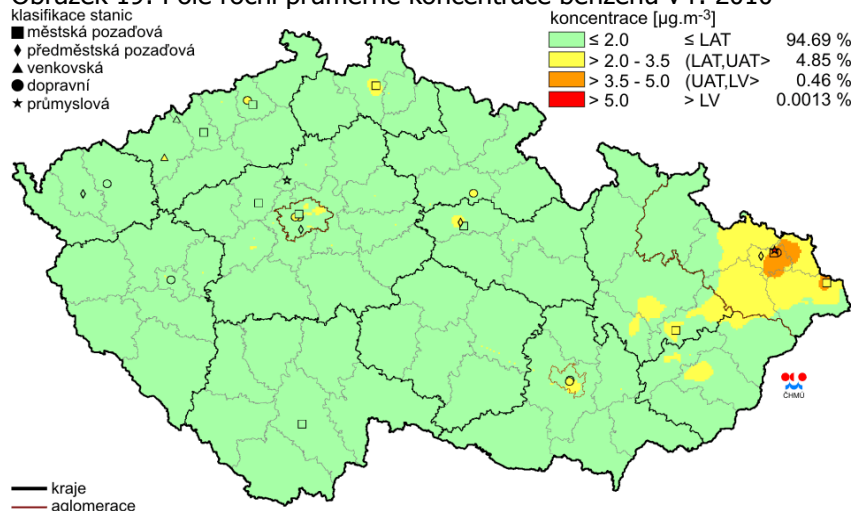 Obrázek 19: Pole roční průměrné koncentrace benzenu v r. 2010
klasifikace stanic
městská pozaďová
předměstská pozaďová
venkovská
dopravní
průmyslová
koncentrace [µg.m-3]
≤ 2.0 ≤ LAT 94.69 %
> 2.0 - 3.5 (LAT,UAT> 4.85 %
> 3.5 - 5.0 (UAT,LV> 0.46 %
> 5.0 > LV 0.0013 %
ČHMÚ
kraje
aglomerace